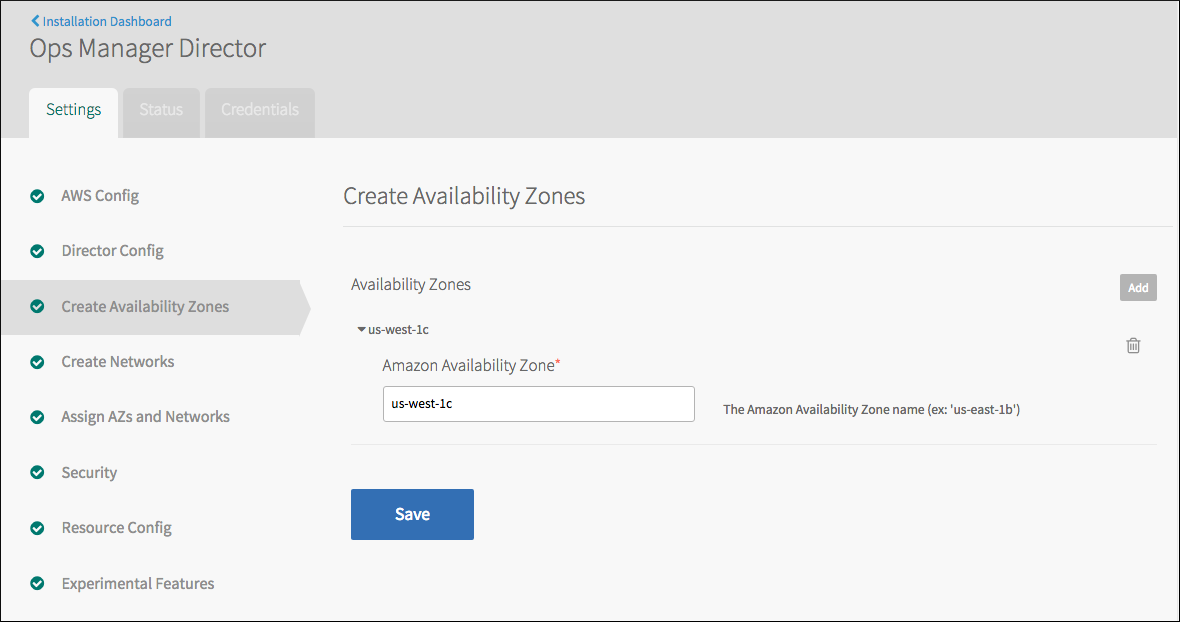 Installation Dashboard
Ops Manager Director
Settings
Status
Credentials
AWS Config
Director Config
Create Availability Zones
Create Networks
Assign AZs and Networks
Security
Resource Config
Experimental Features
Create Availability Zones
Availability Zones
Add
us-west-1c
Amazon Availability Zone*
us-west-1c
The Amazon Availability Zone name (ex: 'us-east-1b')
Save